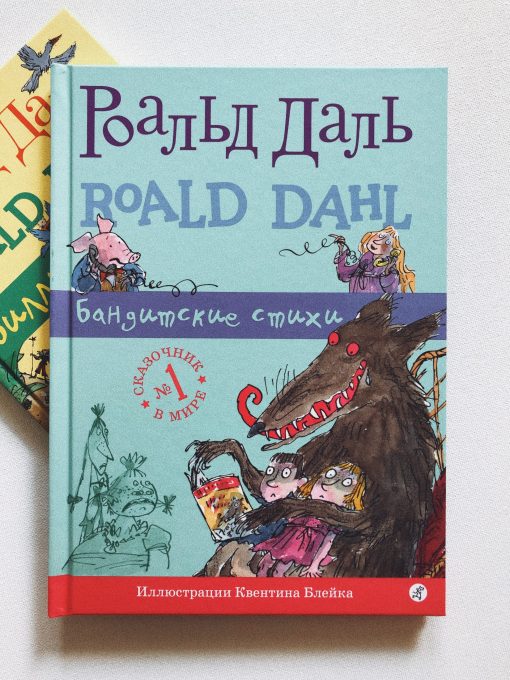 Роальд Даль
ROALD DAHL
бандитские стихи
СКАЗОЧНИК
№1
В МИРЕ
Иллюстрации Квентина Блейка